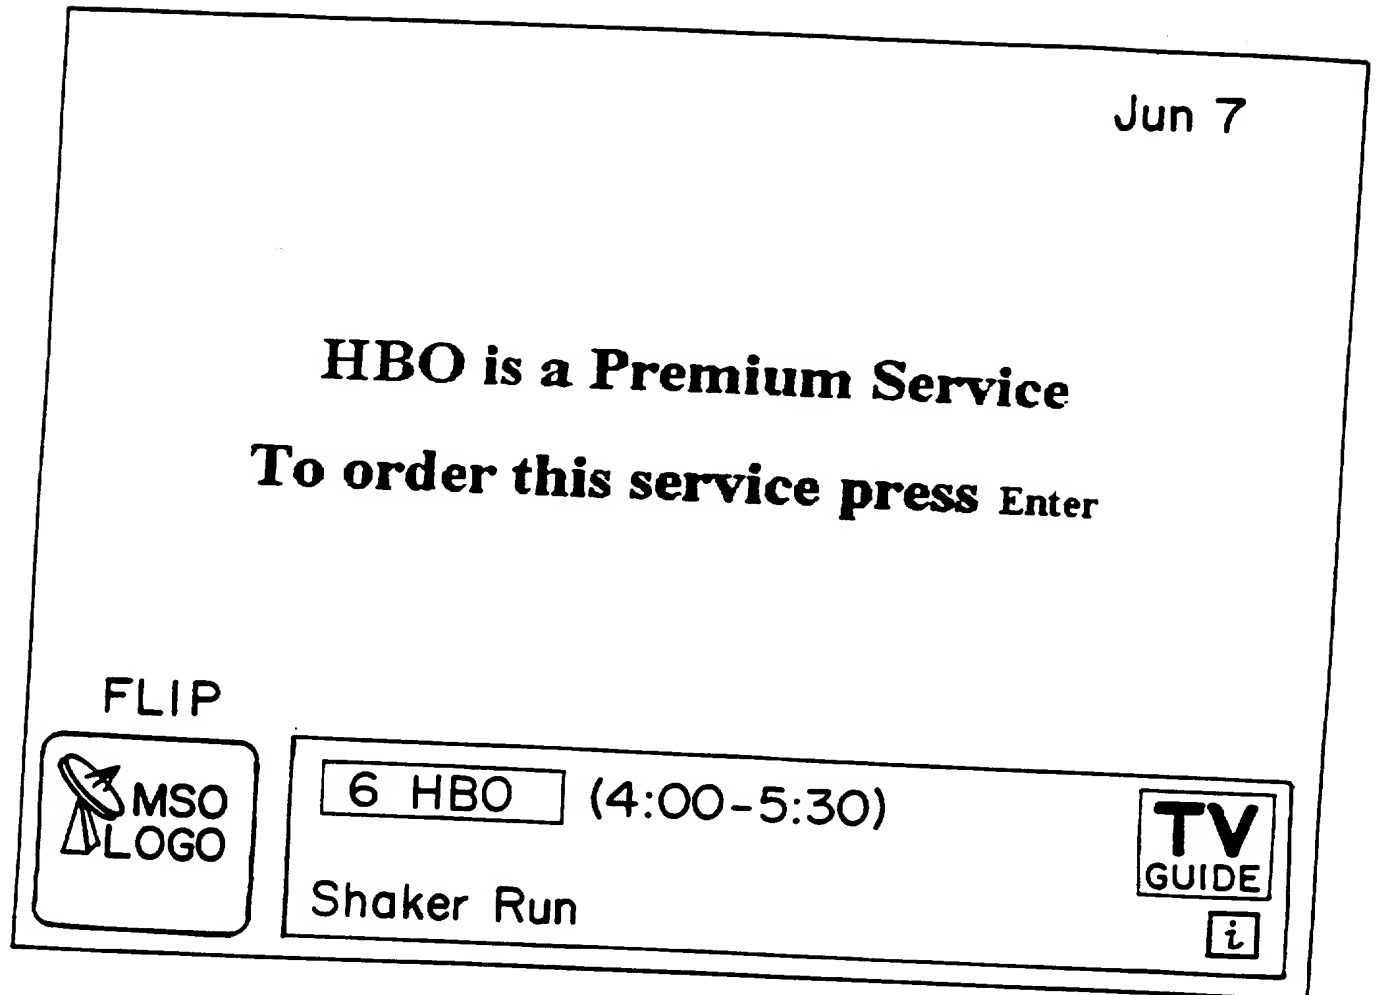 Jun 7
HBO is a Premium Service
To order this service press Enter
FLIP
MSO
LOGO
6 HBO (4:00-5:30)
Shaker Run
TV
GUIDE
i